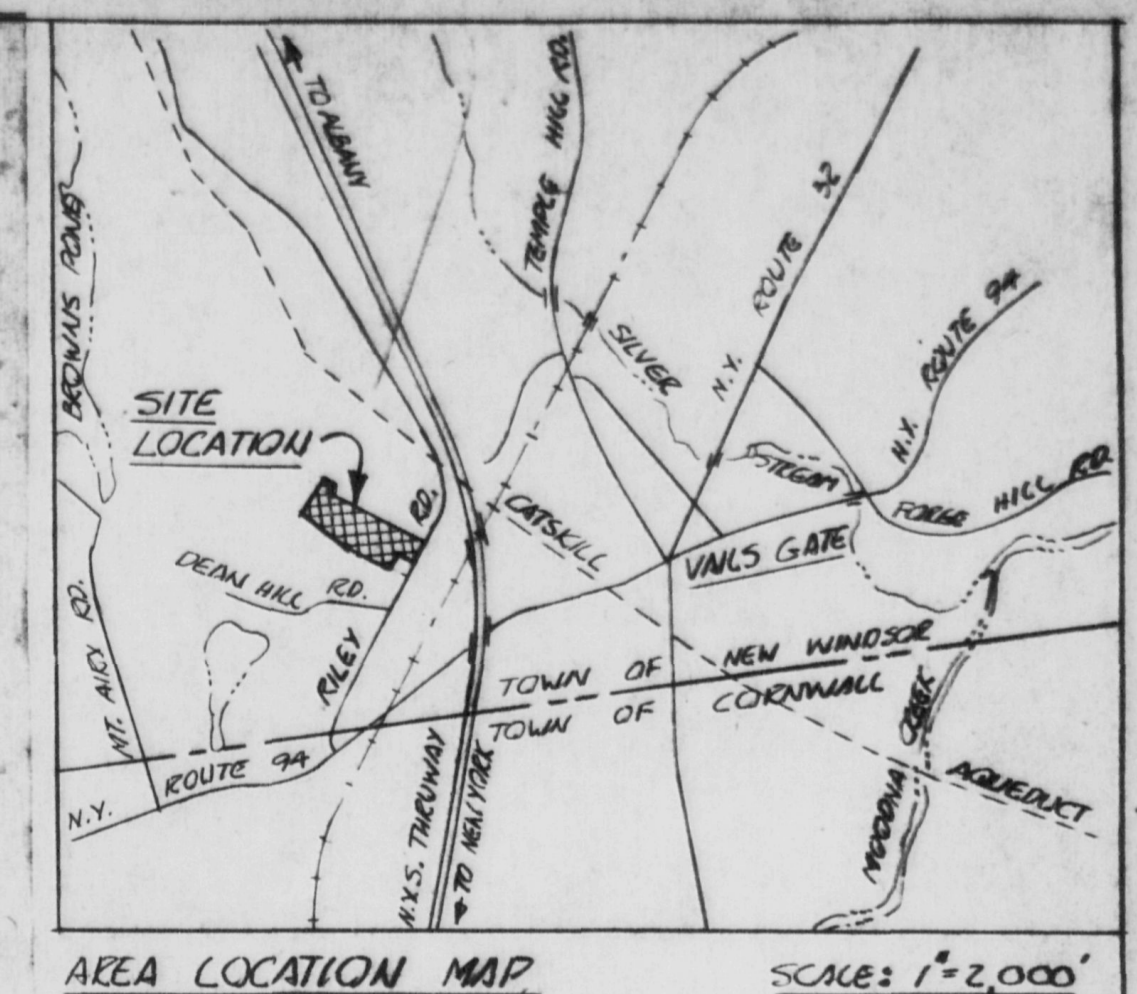 TO ALBANY
TEMPLE HILL RD.
BROWNS POND
N.Y. ROUTE 32
N.Y. ROUTE 94
SILVER
STREAM
SITE
LOCATION
RD.
CATSKILL
FORGE HILL RD.
VAILS GATE
DEAN HILL RD.
MT. AIRY RD.
RILEY
TOWN OF NEW WINDSOR
TOWN OF CORNWALL
N.Y. ROUTE 94
N.Y.S. THRUWAY
TO NEW YORK
MOODNA CREEK
AQUEDUCT
AREA LOCATION MAP
SCALE: 1"=2,000'